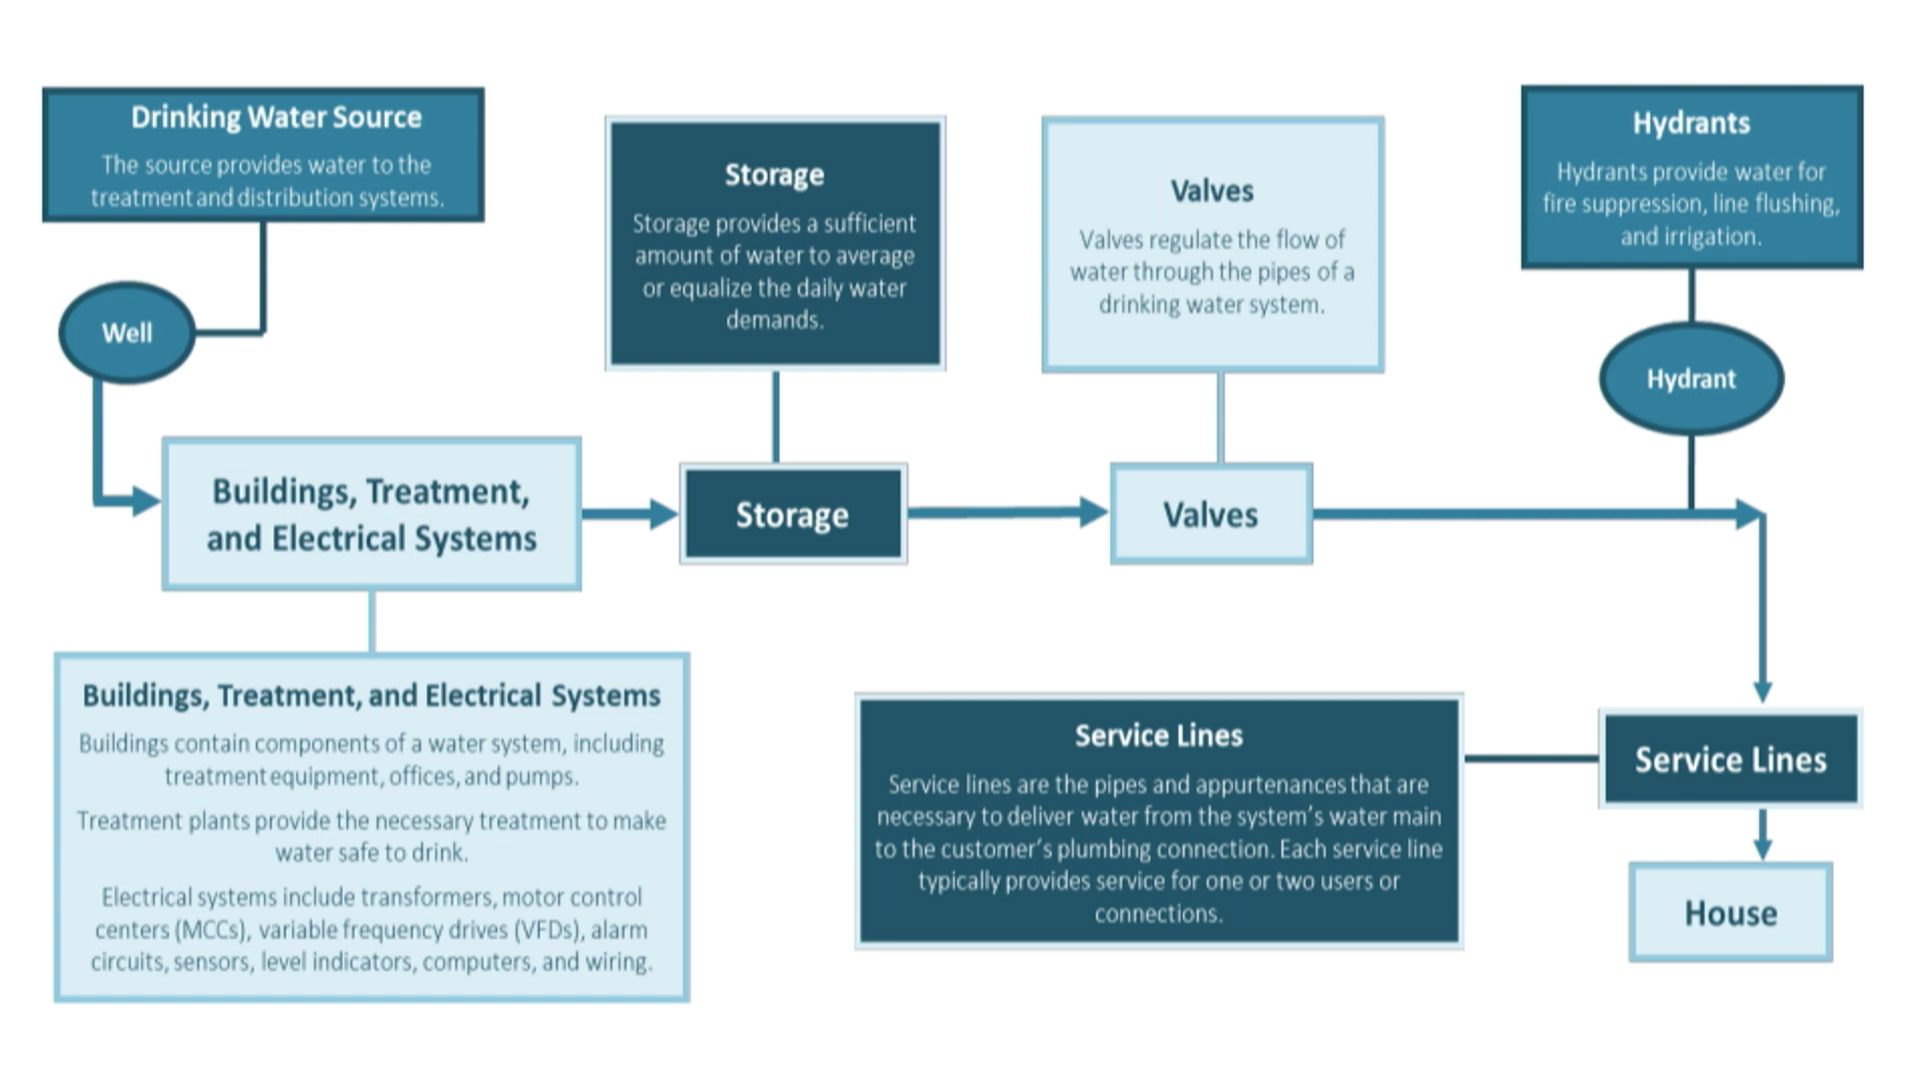 Drinking Water Source
The source provides water to the
treatment and distribution systems.
Well
Storage
Storage provides a sufficient
amount of water to average
or equalize the daily water
demands.
Valves
Valves regulate the flow of
water through the pipes of a
drinking water system.
Hydrants
Hydrants provide water for
fire suppression, line flushing,
and irrigation.
Hydrant
Buildings, Treatment,
and Electrical Systems
Storage
Valves
Buildings, Treatment, and Electrical Systems
Buildings contain components of a water system, including
treatment equipment, offices, and pumps.
Treatment plants provide the necessary treatment to make
water safe to drink.
Electrical systems include transformers, motor control
centers (MCCs), variable frequency drives (VFDs), alarm
circuits, sensors, level indicators, computers, and wiring.
Service Lines
Service lines are the pipes and appurtenances that are
necessary to deliver water from the system's water main
to the customer's plumbing connection. Each service line
typically provides service for one or two users or
connections.
Service Lines
House